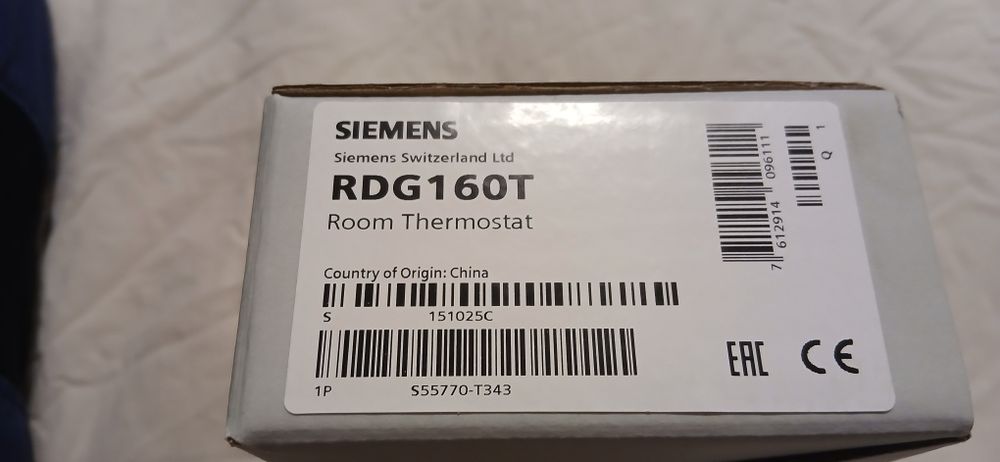 SIEMENS
Siemens Switzerland Ltd
RDG160T
Room Thermostat
Country of Origin: China
S 151025C
1P S55770-T343
7 612914 096111
Q 1
EAC CE